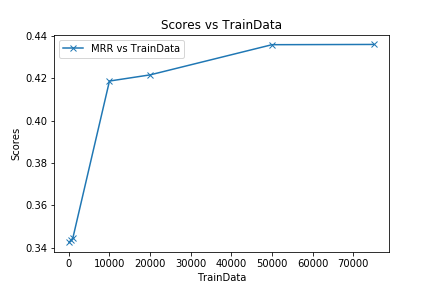 Scores vs TrainData
MRR vs TrainData
0.44
0.42
0.40
0.38
0.36
0.34
Scores
0 10000 20000 30000 40000 50000 60000 70000
TrainData